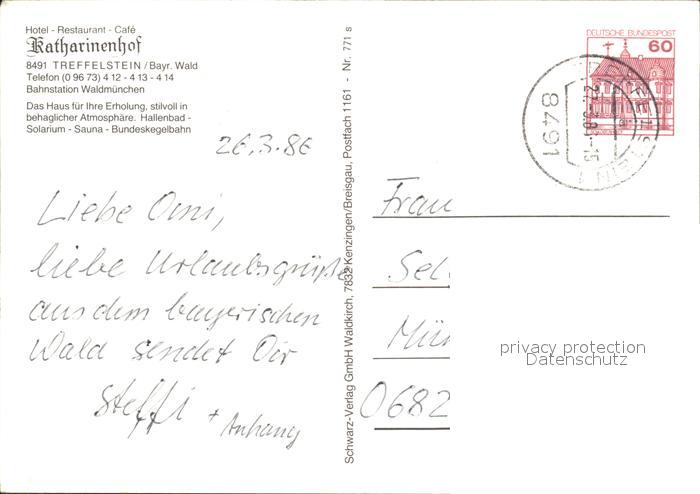 Hotel - Restaurant - Café
Katharinenhof
8491 TREFFELSTEIN / Bayr. Wald
Telefon (0 96 73) 4 12 - 4 13 - 4 14
Bahnstation Waldmünchen
Das Haus für Ihre Erholung, stilvoll in
behaglicher Atmosphäre. Hallenbad -
Solarium - Sauna - Bundeskegelbahn
26.3.86
Liebe Omi,
liebe Urlaubsgrüße
aus dem bayerischen
Wald sendet Dir
Steffi
+ Anhang
Schwarz-Verlag GmbH Waldkirch, 7832 Kenzingen/Breisgau, Postfach 1161 - Nr. 771 s
DEUTSCHE BUNDESPOST
60
8491
Frau
Sel
Mün
0682
privacy protection
Datenschutz